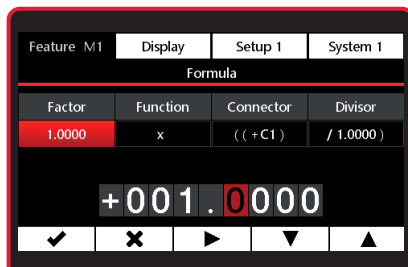 Feature M1 Display Setup 1 System 1
Formula
Factor Function Connector Divisor
1.0000 x ( ( + C1 ) / 1.0000 )
+001.0000